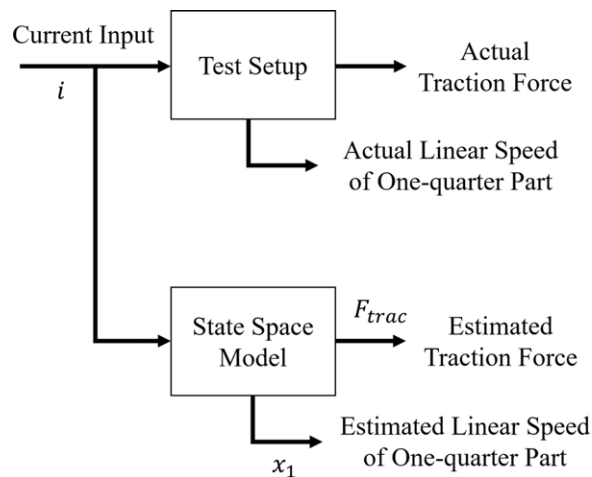 Current Input
i
Test Setup
Actual
Traction Force
Actual Linear Speed
of One-quarter Part
State Space
Model
F_trac
Estimated
Traction Force
x_1
Estimated Linear Speed
of One-quarter Part